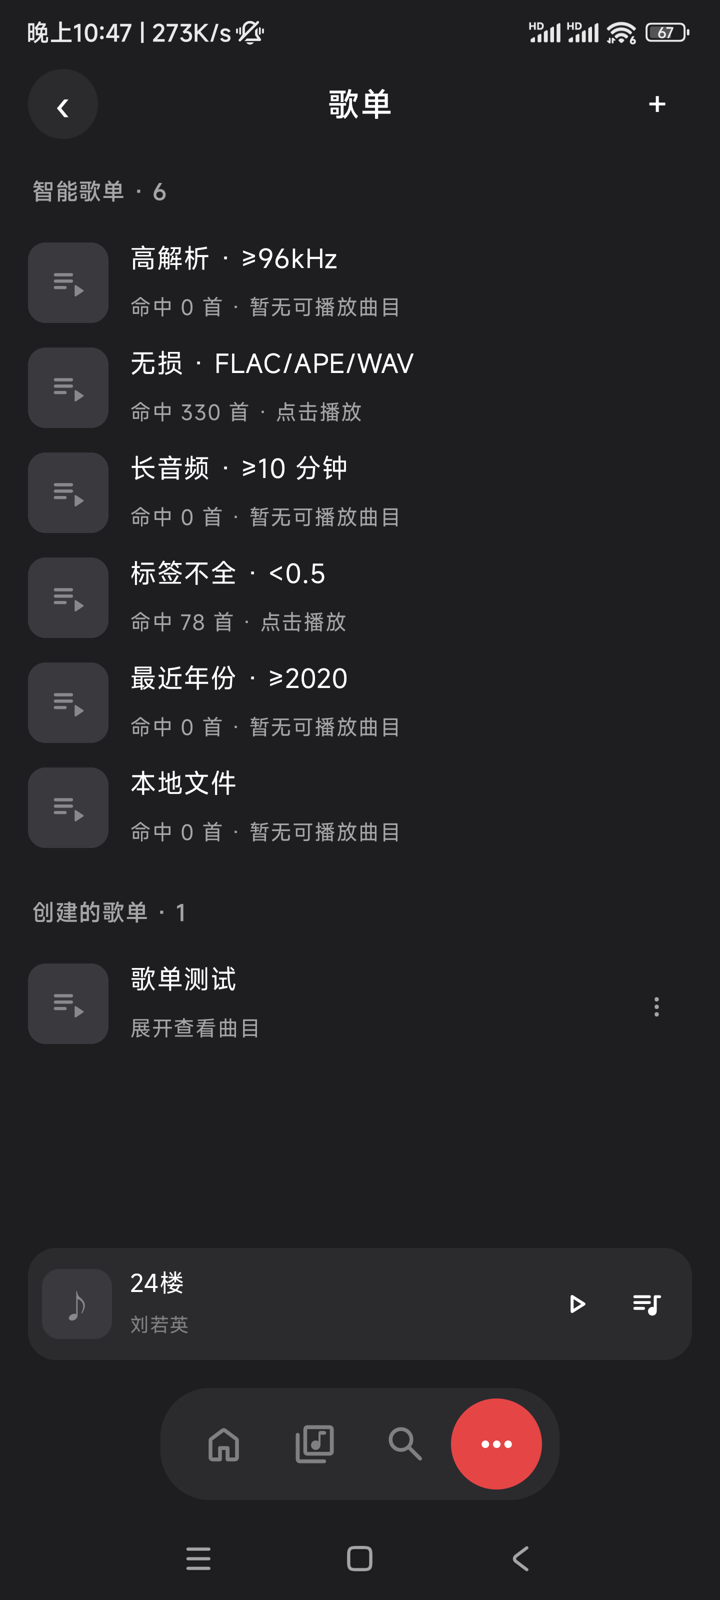 晚上10:47 | 273K/s
HD HD 6 67
歌单
智能歌单 · 6
高解析 · ≥96kHz
命中 0 首 · 暂无可播放曲目
无损 · FLAC/APE/WAV
命中 330 首 · 点击播放
长音频 · ≥10 分钟
命中 0 首 · 暂无可播放曲目
标签不全 · <0.5
命中 78 首 · 点击播放
最近年份 · ≥2020
命中 0 首 · 暂无可播放曲目
本地文件
命中 0 首 · 暂无可播放曲目
创建的歌单 · 1
歌单测试
展开查看曲目
24楼
刘若英